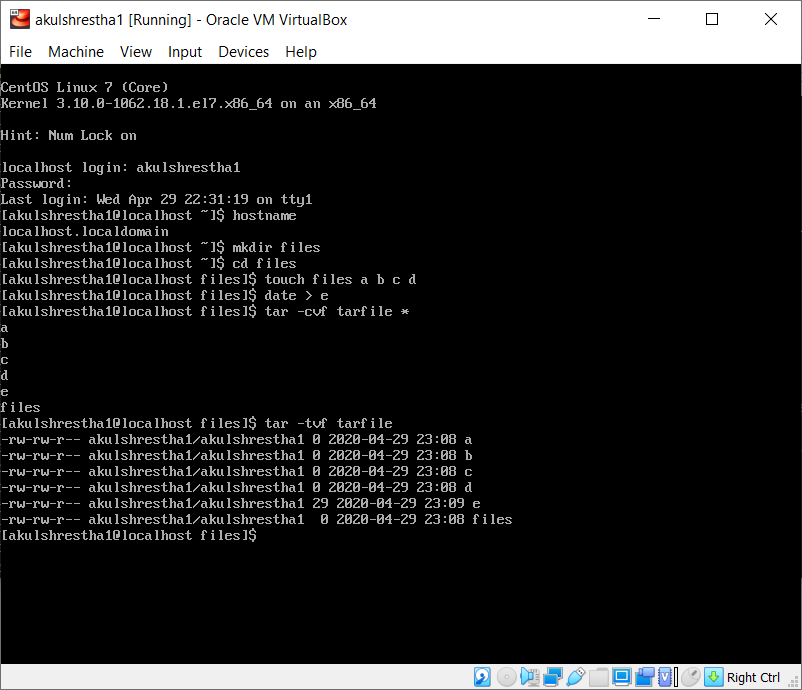 akulshrestha1 [Running] - Oracle VM VirtualBox
File Machine View Input Devices Help
CentOS Linux 7 (Core)
Kernel 3.10.0-1062.18.1.el7.x86_64 on an x86_64
Hint: Num Lock on
localhost login: akulshrestha1
Password:
Last login: Wed Apr 29 22:31:19 on tty1
[akulshrestha1@localhost ~]$ hostname
localhost.localdomain
[akulshrestha1@localhost ~]$ mkdir files
[akulshrestha1@localhost ~]$ cd files
[akulshrestha1@localhost files]$ touch files a b c d
[akulshrestha1@localhost files]$ date > e
[akulshrestha1@localhost files]$ tar -cvf tarfile *
a
b
c
d
e
files
[akulshrestha1@localhost files]$ tar -tvf tarfile
-rw-rw-r-- akulshrestha1/akulshrestha1 0 2020-04-29 23:08 a
-rw-rw-r-- akulshrestha1/akulshrestha1 0 2020-04-29 23:08 b
-rw-rw-r-- akulshrestha1/akulshrestha1 0 2020-04-29 23:08 c
-rw-rw-r-- akulshrestha1/akulshrestha1 0 2020-04-29 23:08 d
-rw-rw-r-- akulshrestha1/akulshrestha1 29 2020-04-29 23:09 e
-rw-rw-r-- akulshrestha1/akulshrestha1  0 2020-04-29 23:08 files
[akulshrestha1@localhost files]$
Right Ctrl